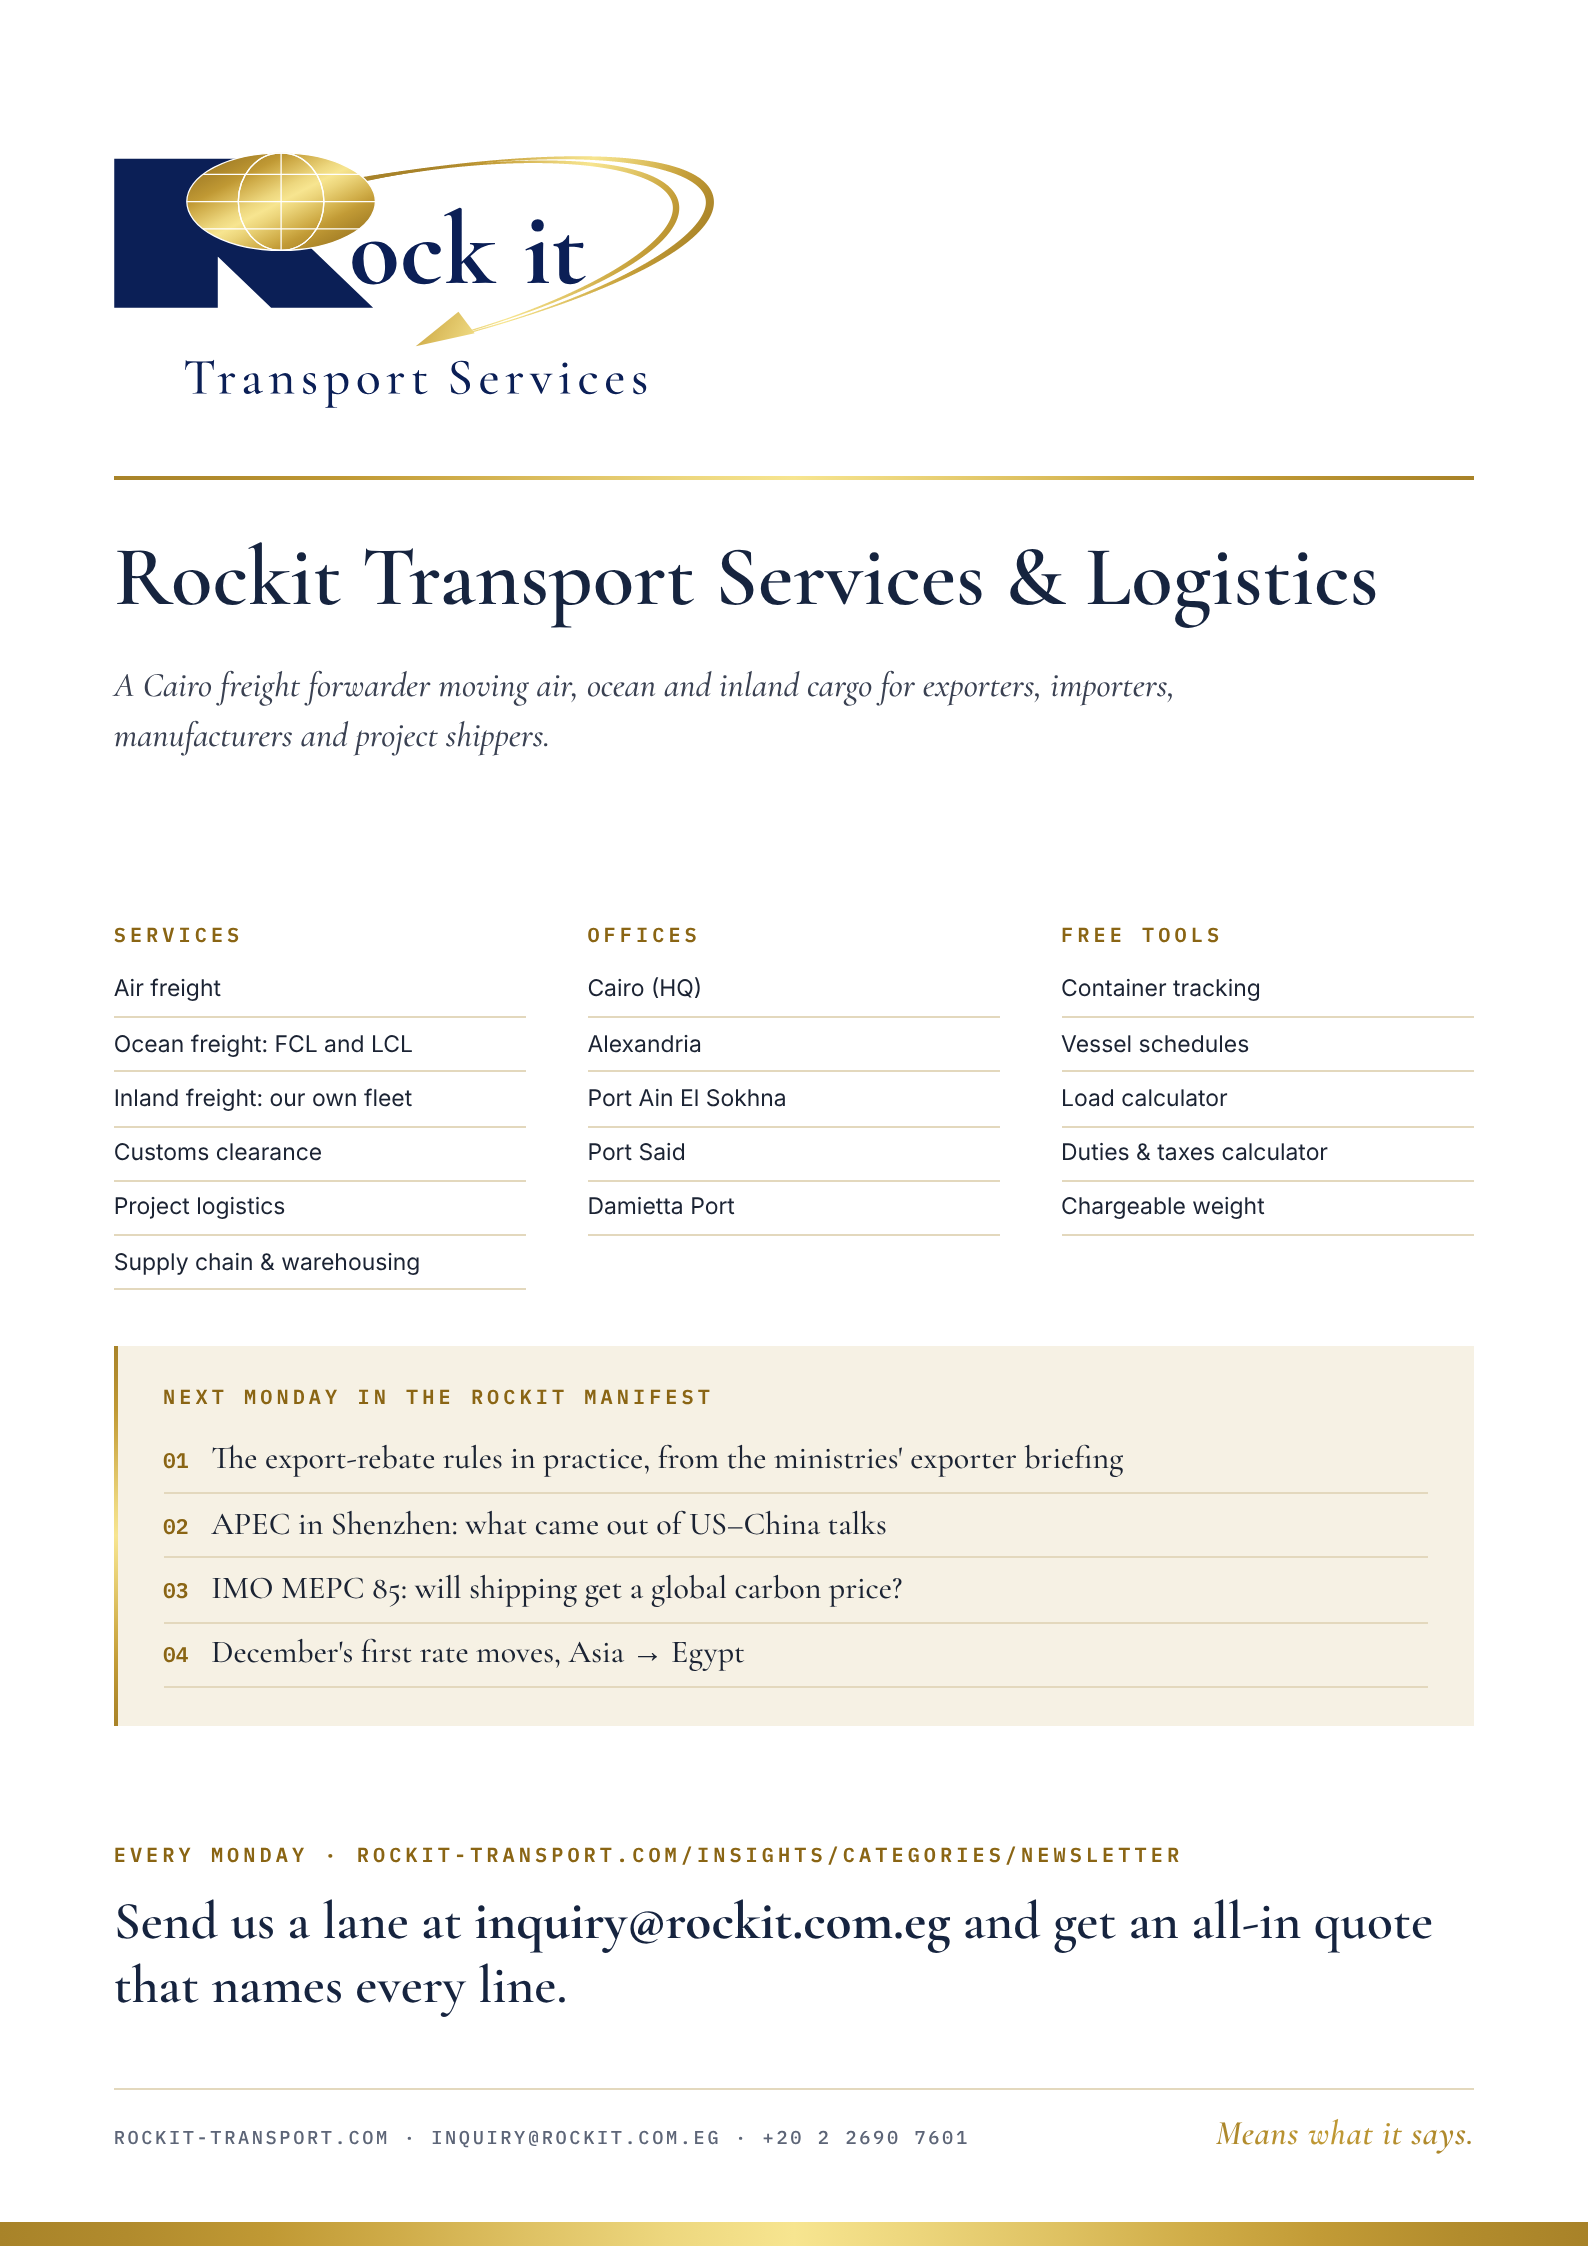 Rock it
Transport Services
Rockit Transport Services & Logistics
A Cairo freight forwarder moving air, ocean and inland cargo for exporters, importers,
manufacturers and project shippers.
SERVICES
Air freight
Ocean freight: FCL and LCL
Inland freight: our own fleet
Customs clearance
Project logistics
Supply chain & warehousing
OFFICES
Cairo (HQ)
Alexandria
Port Ain El Sokhna
Port Said
Damietta Port
FREE TOOLS
Container tracking
Vessel schedules
Load calculator
Duties & taxes calculator
Chargeable weight
NEXT MONDAY IN THE ROCKIT MANIFEST
01 The export-rebate rules in practice, from the ministries' exporter briefing
02 APEC in Shenzhen: what came out of US–China talks
03 IMO MEPC 85: will shipping get a global carbon price?
04 December's first rate moves, Asia → Egypt
EVERY MONDAY · ROCKIT-TRANSPORT.COM/INSIGHTS/CATEGORIES/NEWSLETTER
Send us a lane at inquiry@rockit.com.eg and get an all-in quote
that names every line.
ROCKIT-TRANSPORT.COM · INQUIRY@ROCKIT.COM.EG · +20 2 2690 7601
Means what it says.